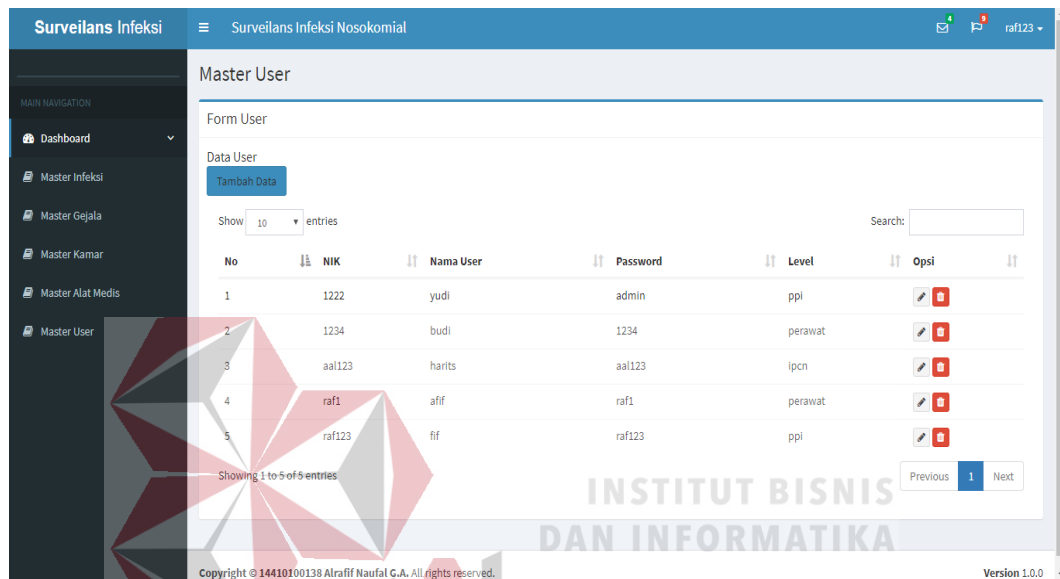 Surveilans Infeksi
Surveilans Infeksi Nosokomial
4
9
raf123
Master User
MAIN NAVIGATION
Dashboard
Master Infeksi
Master Gejala
Master Kamar
Master Alat Medis
Master User
Form User
Data User
Tambah Data
Show 10 entries
Search:
No NIK Nama User Password Level Opsi
1 1222 yudi admin ppi
2 1234 budi 1234 perawat
3 aal123 harits aal123 ipcn
4 raf1 afif raf1 perawat
5 raf123 fif raf123 ppi
Showing 1 to 5 of 5 entries
Previous 1 Next
INSTITUT BISNIS
DAN INFORMATIKA
Copyright © 14410100138 Alrafif Naufal G.A. All rights reserved.
Version 1.0.0